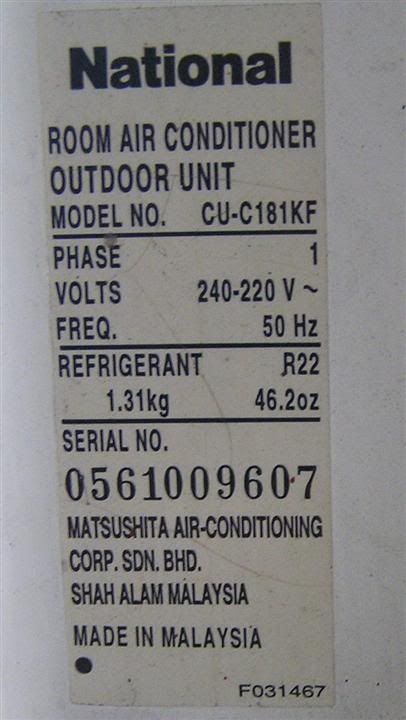 National
ROOM AIR CONDITIONER
OUTDOOR UNIT
MODEL NO. CU-C181KF
PHASE 1
VOLTS 240-220 V ~
FREQ. 50 Hz
REFRIGERANT R22
1.31kg 46.2oz
SERIAL NO.
0561009607
MATSUSHITA AIR-CONDITIONING
CORP. SDN. BHD.
SHAH ALAM MALAYSIA
MADE IN MALAYSIA
F031467